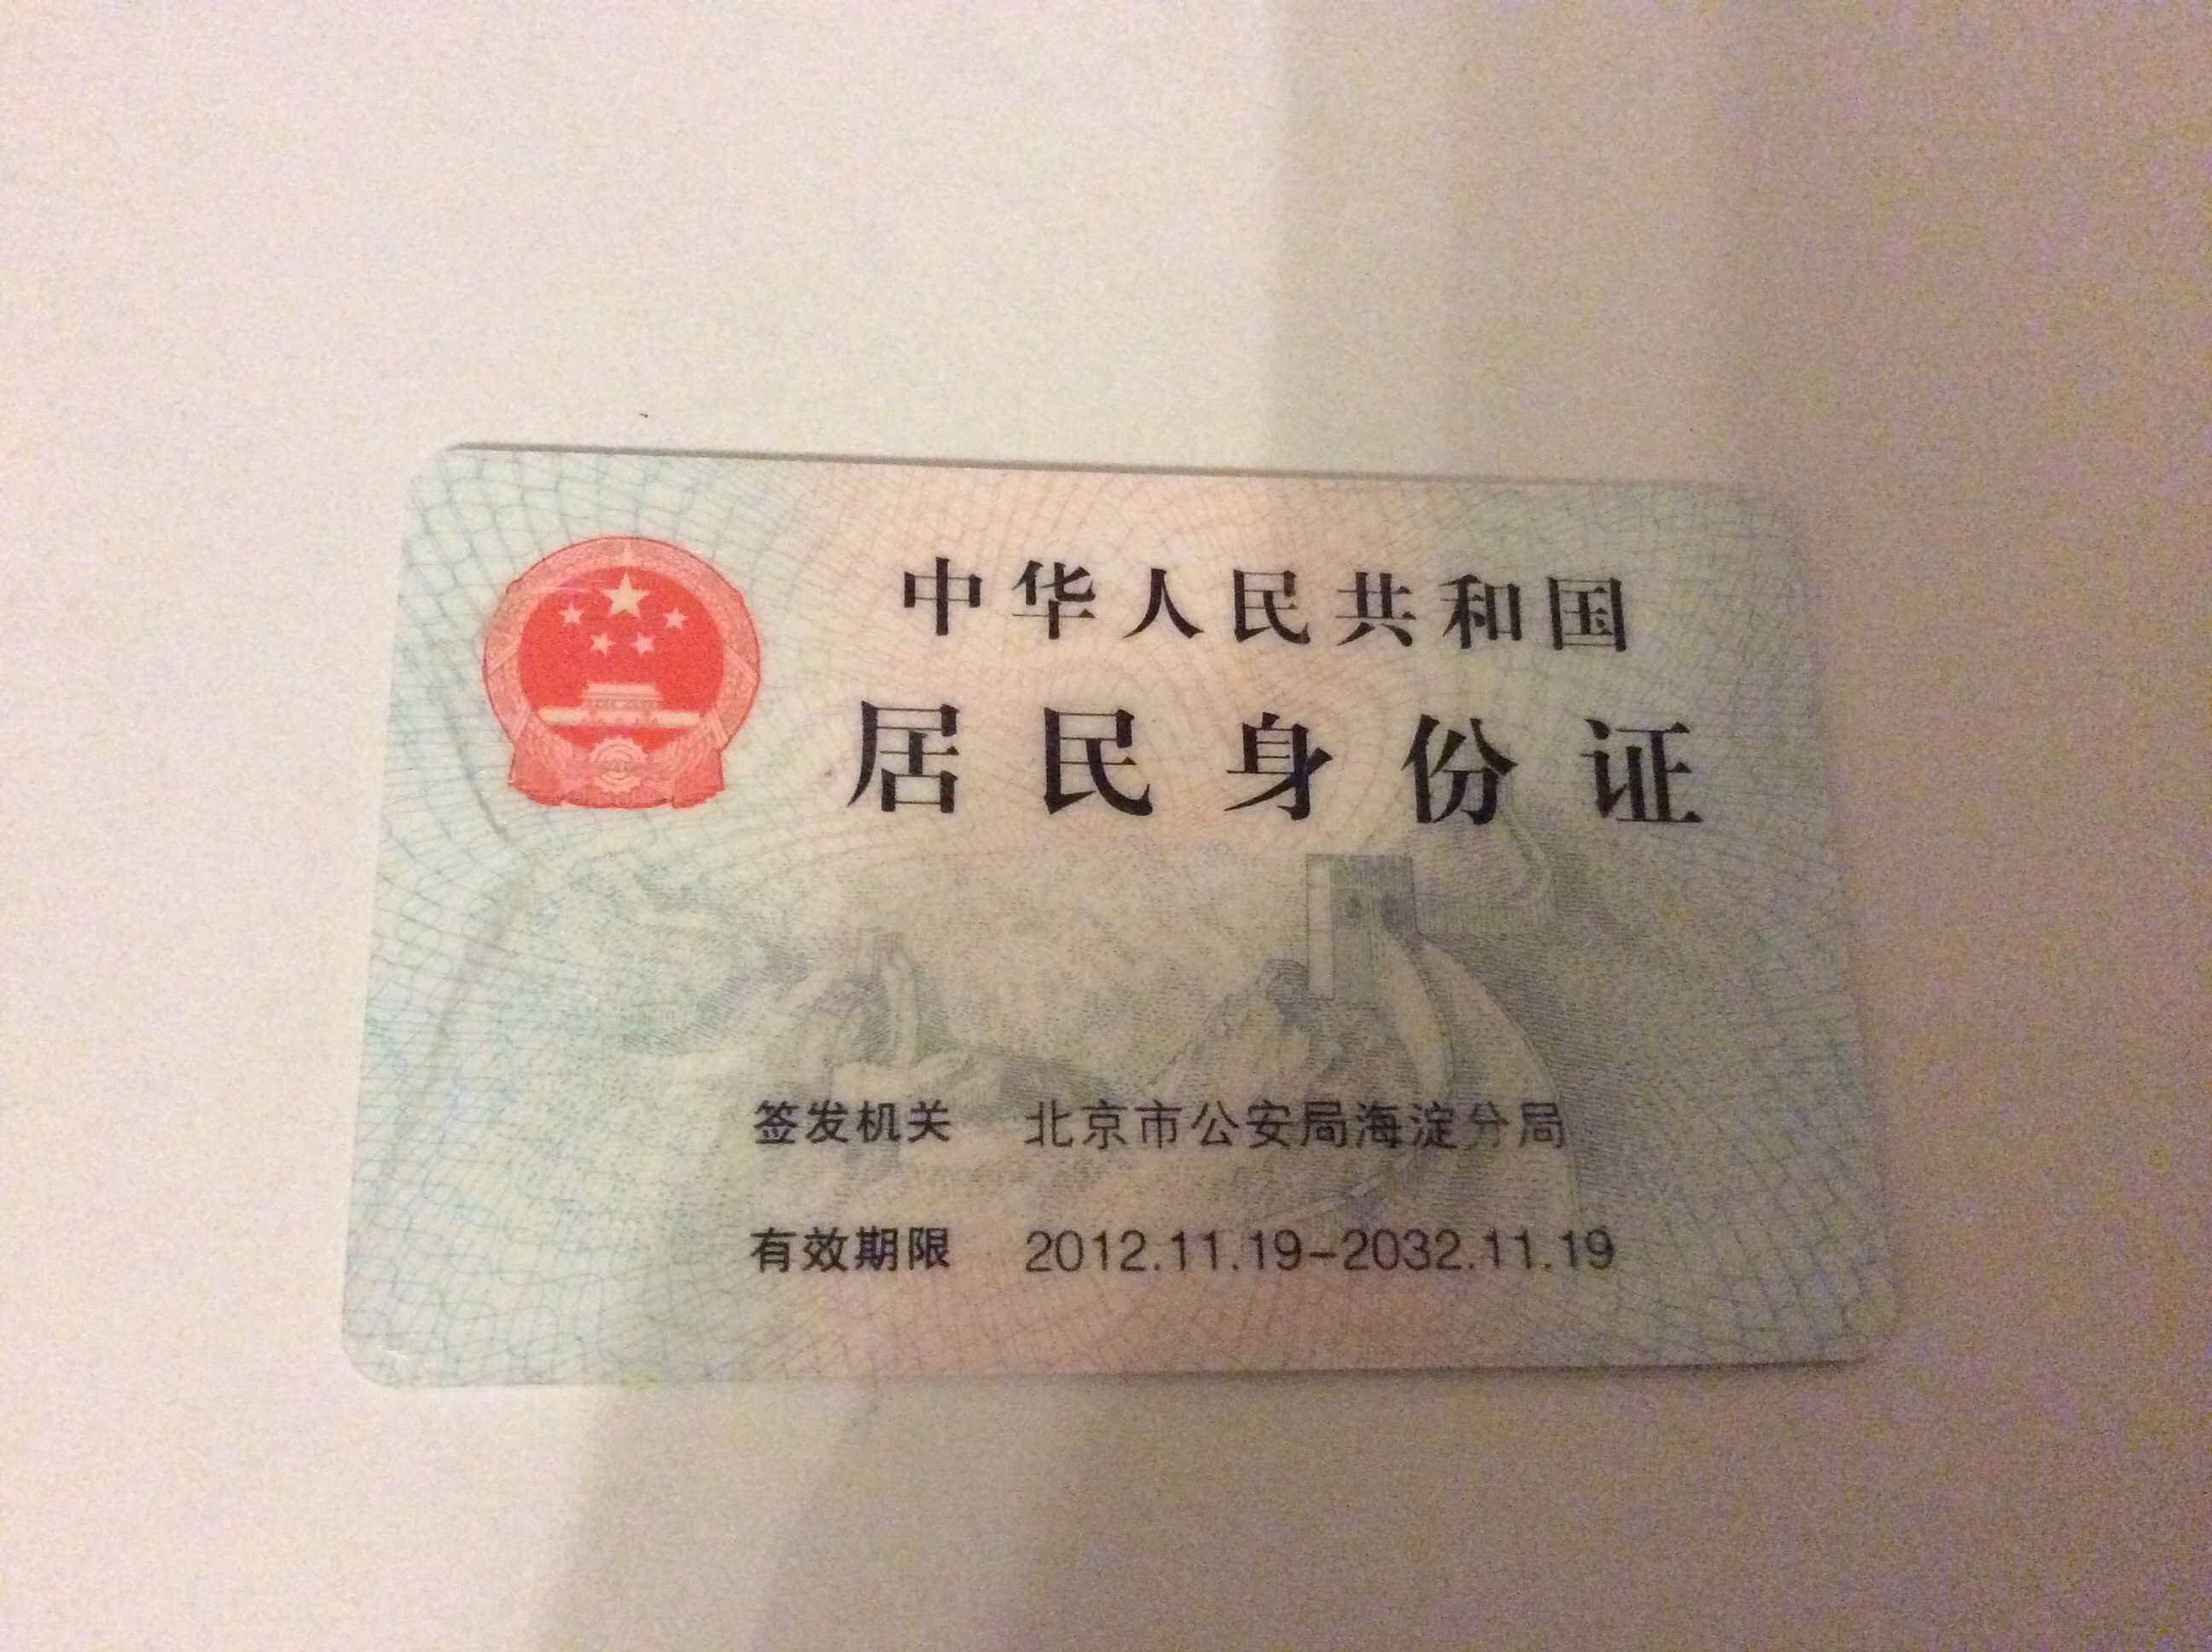 中华人民共和国
居民身份证
签发机关 北京市公安局海淀分局
有效期限 2012.11.19-2032.11.19